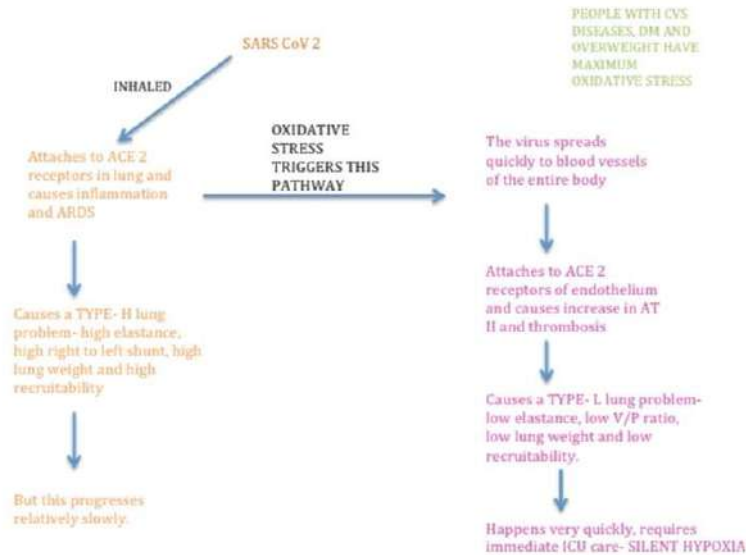 SARS CoV 2
PEOPLE WITH CVS
DISEASES, DM AND
OVERWEIGHT HAVE
MAXIMUM
OXIDATIVE STRESS
INHALED
Attaches to ACE 2
receptors in lung and
causes inflammation
and ARDS
OXIDATIVE
STRESS
TRIGGERS THIS
PATHWAY
The virus spreads
quickly to blood vessels
of the entire body
Causes a TYPE- H lung
problem- high elastance,
high right to left shunt, high
lung weight and high
recruitability
Attaches to ACE 2
receptors of endothelium
and causes increase in AT
II and thrombosis
Causes a TYPE- L lung problem-
low elastance, low V/P ratio,
low lung weight and low
recruitability.
But this progresses
relatively slowly.
Happens very quickly, requires
immediate ICU care- SILENT HYPOXIA